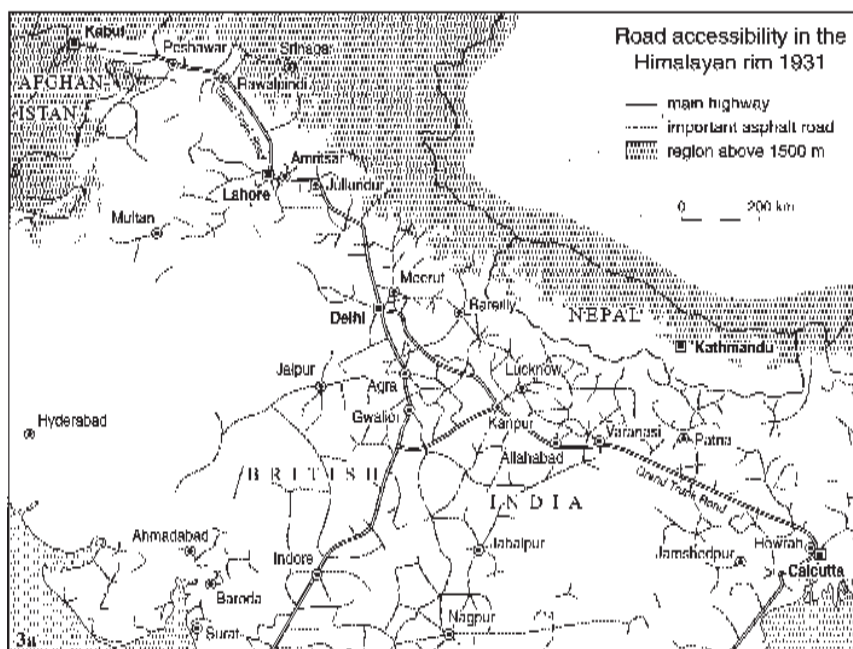 Road accessibility in the
Himalayan rim 1931
main highway
important asphalt road
region above 1500 m
0 200 km
Kabul
Peshawar
Srinagar
Rawalpindi
AFGHAN-
ISTAN
Amritsar
Lahore
Jullundur
Multan
Meerut
Delhi
Bareilly
NEPAL
Kathmandu
Jaipur
Agra
Lucknow
Gwalior
Kanpur
Hyderabad
Allahabad
Varanasi
Patna
BRITISH
INDIA
Grand Trunk Road
Ahmadabad
Indore
Jabalpur
Jamshedpur
Howrah
Calcutta
Baroda
Surat
Nagpur
3a